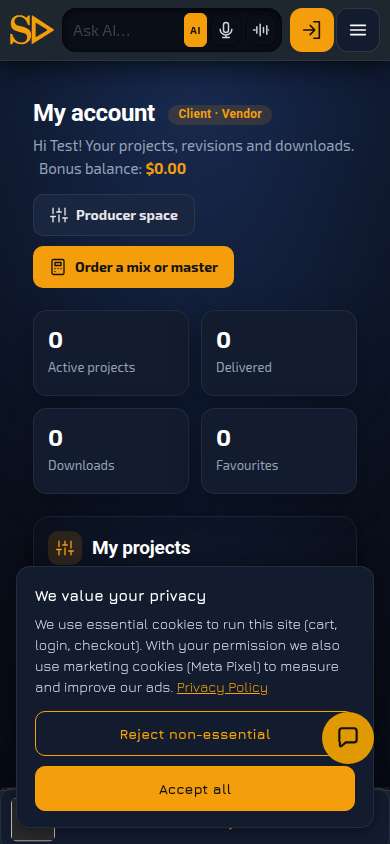 SD
Ask AI...
AI
My account
Client · Vendor
Hi Test! Your projects, revisions and downloads.
Bonus balance: $0.00
Producer space
Order a mix or master
0
Active projects
0
Delivered
0
Downloads
0
Favourites
My projects
We value your privacy
We use essential cookies to run this site (cart,
login, checkout). With your permission we also
use marketing cookies (Meta Pixel) to measure
and improve our ads. Privacy Policy
Reject non-essential
Accept all